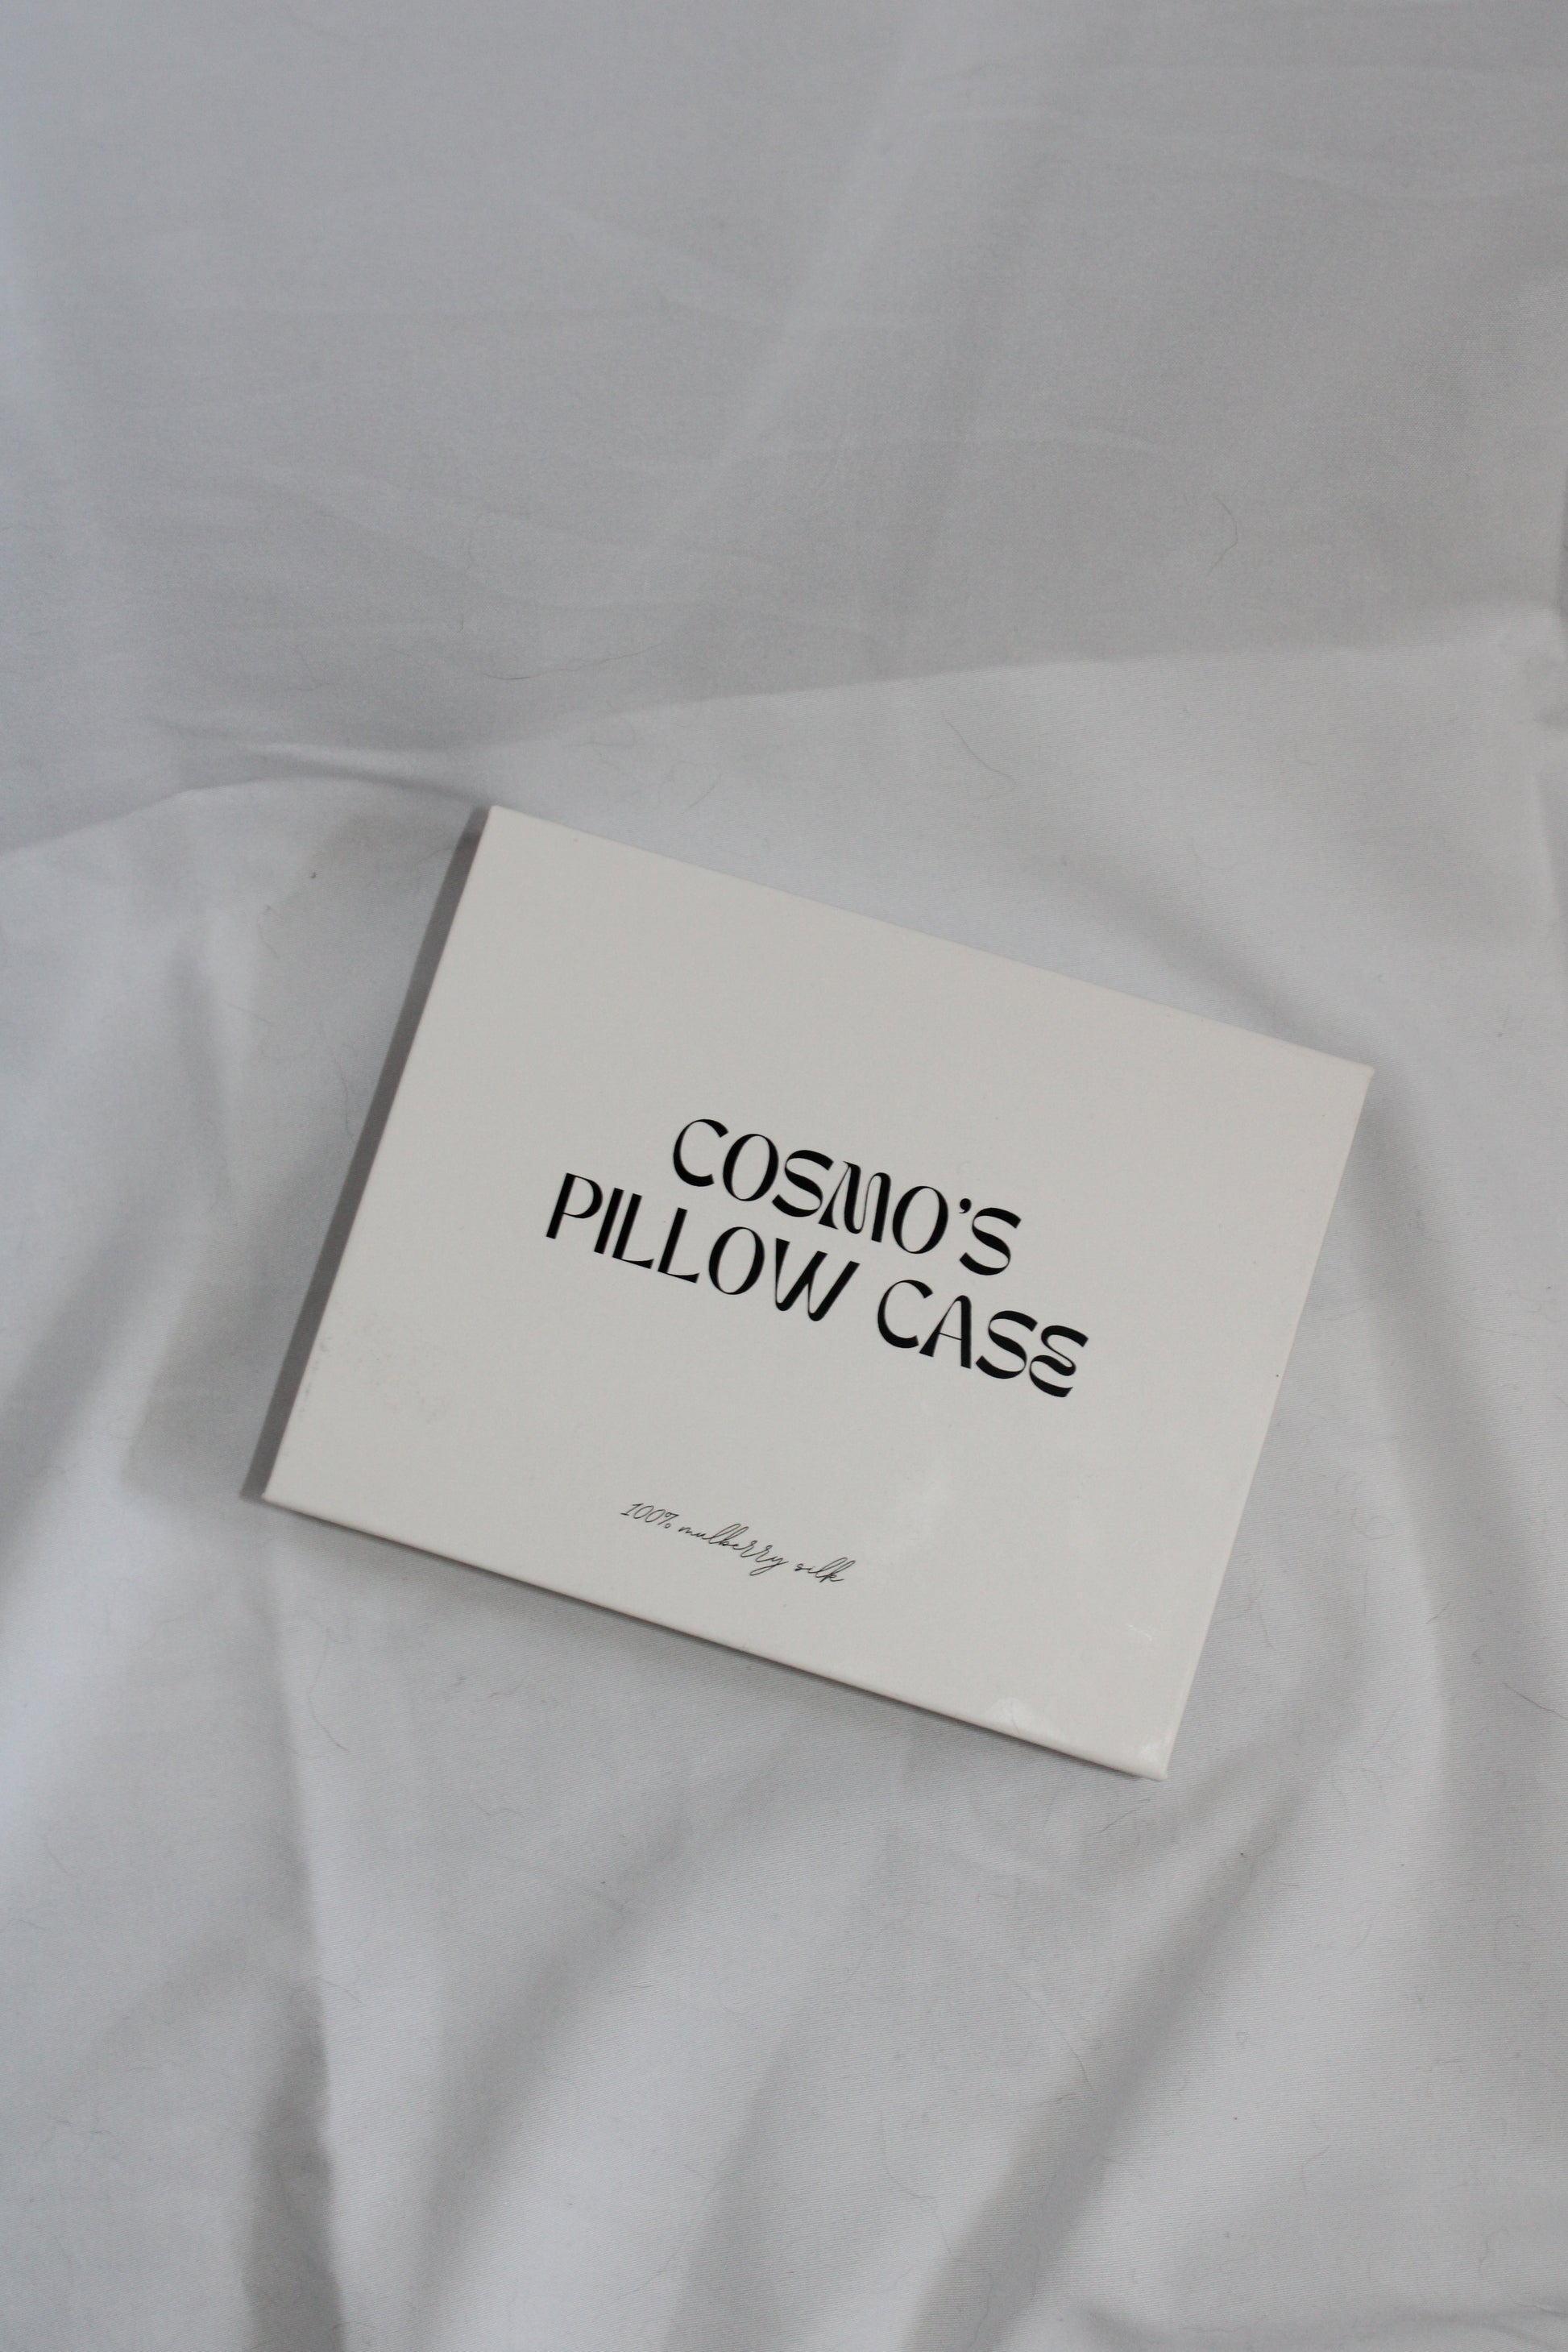 COSMO'S
PILLOW CASE
100% mulberry silk